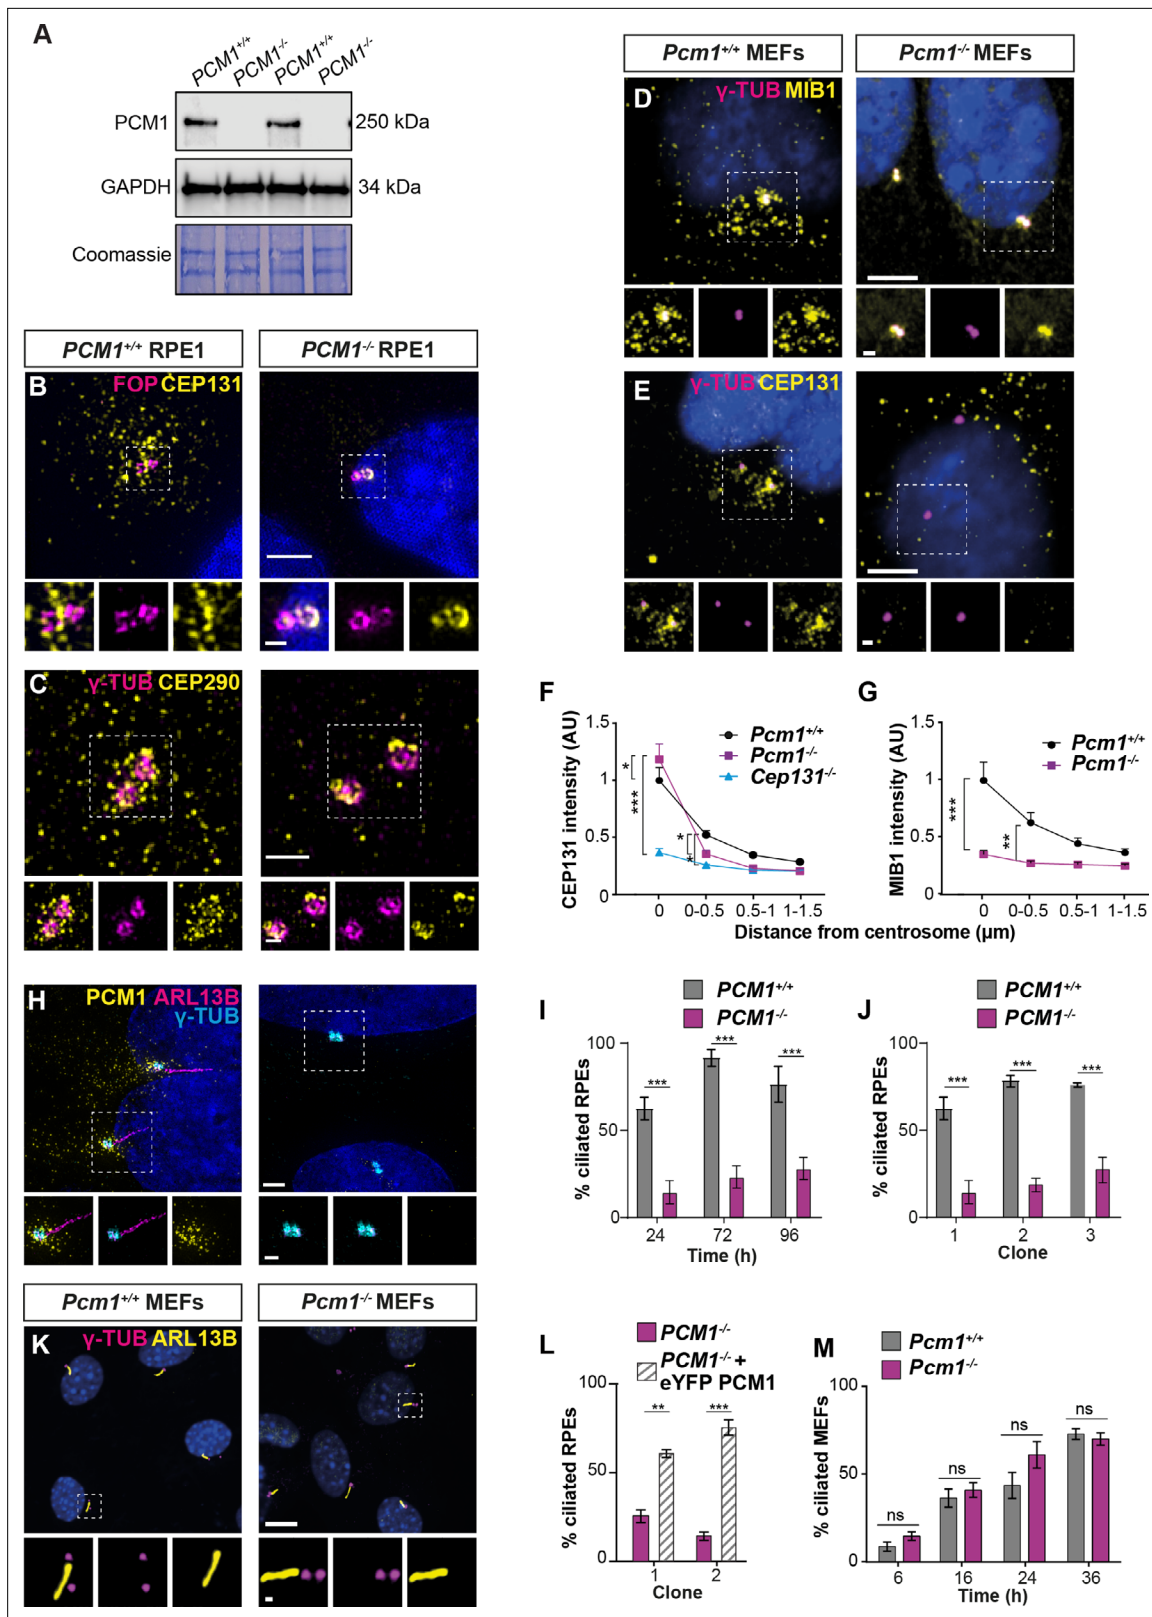 A
PCM1+/+
PCM1-/-
PCM1+/+
PCM1-/-
PCM1
250 kDa
GAPDH
34 kDa
Coomassie
PCM1+/+ RPE1
PCM1-/- RPE1
B
FOP CEP131
C
γ-TUB CEP290
Pcm1+/+ MEFs
Pcm1-/- MEFs
D
γ-TUB MIB1
E
γ-TUB CEP131
F
CEP131 intensity (AU)
1.5
1
0.5
0
Pcm1+/+
Pcm1-/-
Cep131-/-
*
***
*
*
0
0-0.5
0.5-1
1-1.5
G
MIB1 intensity (AU)
1.5
1
0.5
0
Pcm1+/+
Pcm1-/-
***
**
0
0-0.5
0.5-1
1-1.5
Distance from centrosome (µm)
H
PCM1 ARL13B
γ-TUB
I
PCM1+/+
PCM1-/-
% ciliated RPEs
100
50
0
***
***
***
24
72
96
Time (h)
J
PCM1+/+
PCM1-/-
% ciliated RPEs
100
50
0
***
***
***
1
2
3
Clone
Pcm1+/+ MEFs
Pcm1-/- MEFs
K
γ-TUB ARL13B
L
PCM1-/-
PCM1-/- +
eYFP PCM1
% ciliated RPEs
100
50
0
**
***
1
2
Clone
M
Pcm1+/+
Pcm1-/-
% ciliated MEFs
100
50
0
ns
ns
ns
ns
6
16
24
36
Time (h)